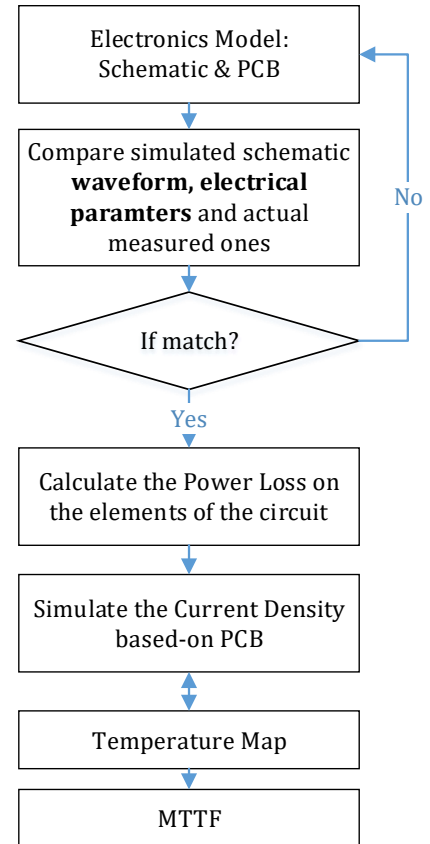 Electronics Model:
Schematic & PCB
Compare simulated schematic
waveform, electrical
paramters and actual
measured ones
No
If match?
Yes
Calculate the Power Loss on
the elements of the circuit
Simulate the Current Density
based-on PCB
Temperature Map
MTTF